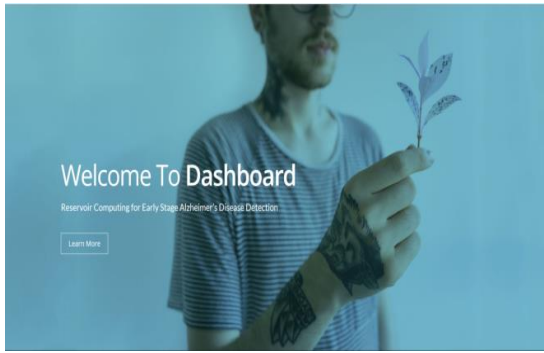 Welcome To Dashboard
Reservoir Computing for Early Stage Alzheimer's Disease Detection
Learn More